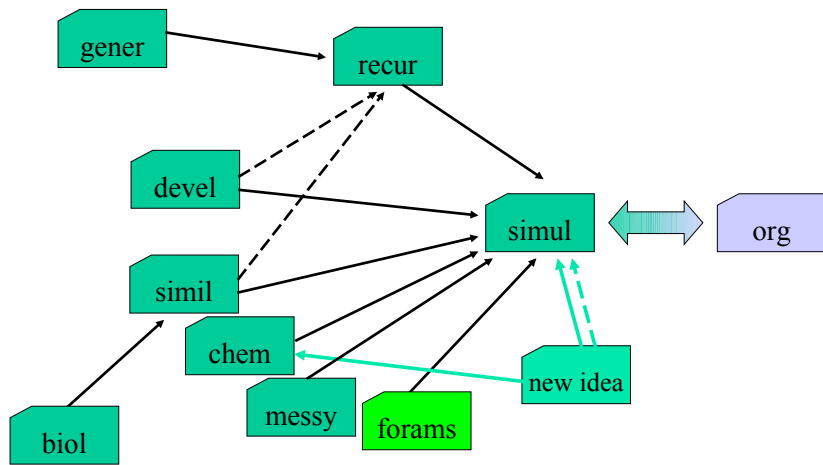 gener
recur
devel
simul
org
simil
chem
new idea
messy
forams
biol